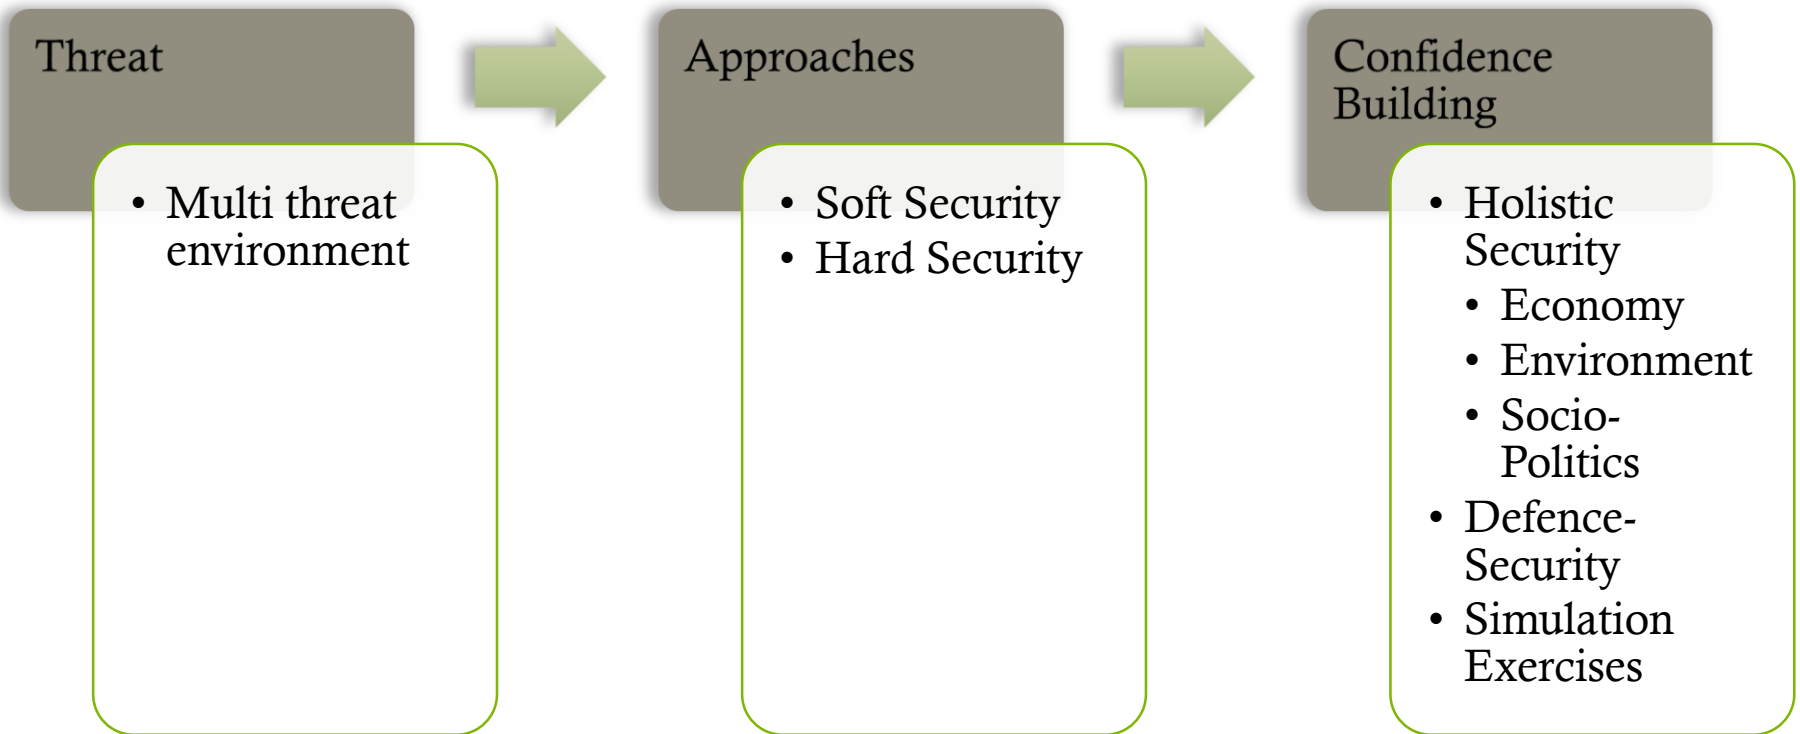 Threat
• Multi threat
environment
Approaches
• Soft Security
• Hard Security
Confidence
Building
• Holistic
Security
• Economy
• Environment
• Socio-
Politics
• Defence-
Security
• Simulation
Exercises